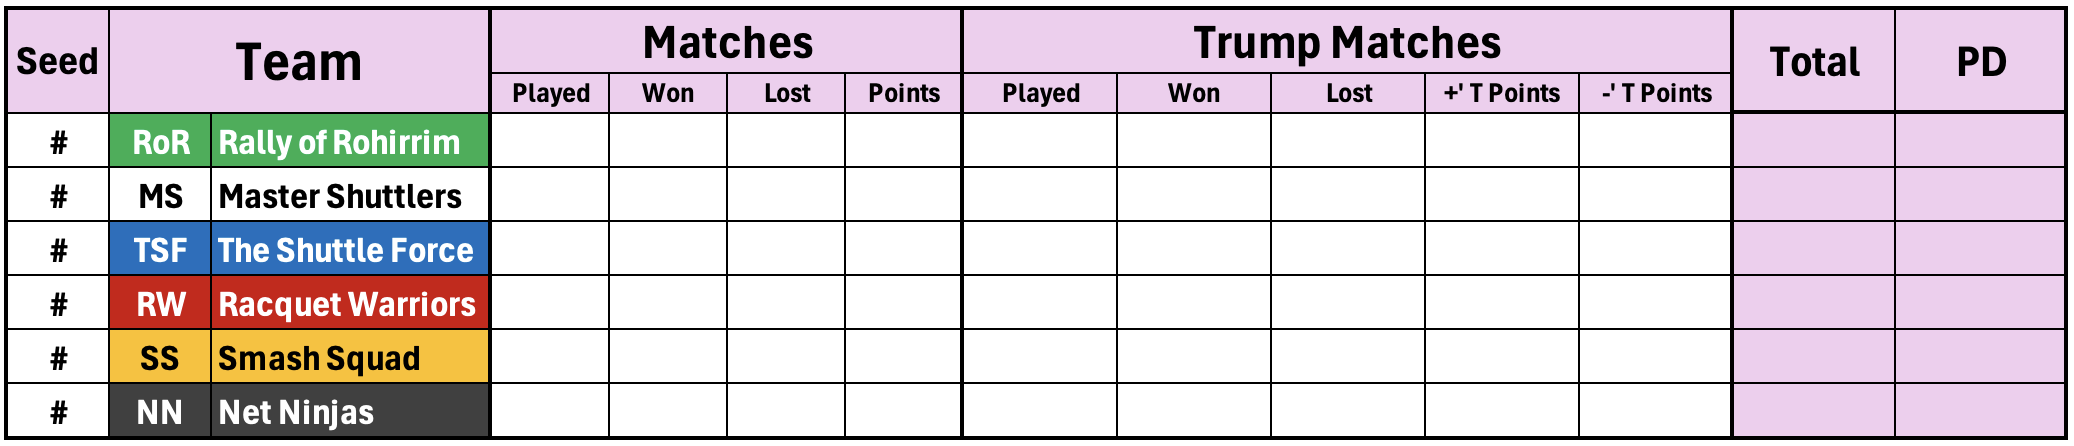 Seed Team Matches Trump Matches Total PD
Played Won Lost Points Played Won Lost +' T Points -' T Points
# RoR Rally of Rohirrim
# MS Master Shuttlers
# TSF The Shuttle Force
# RW Racquet Warriors
# SS Smash Squad
# NN Net Ninjas